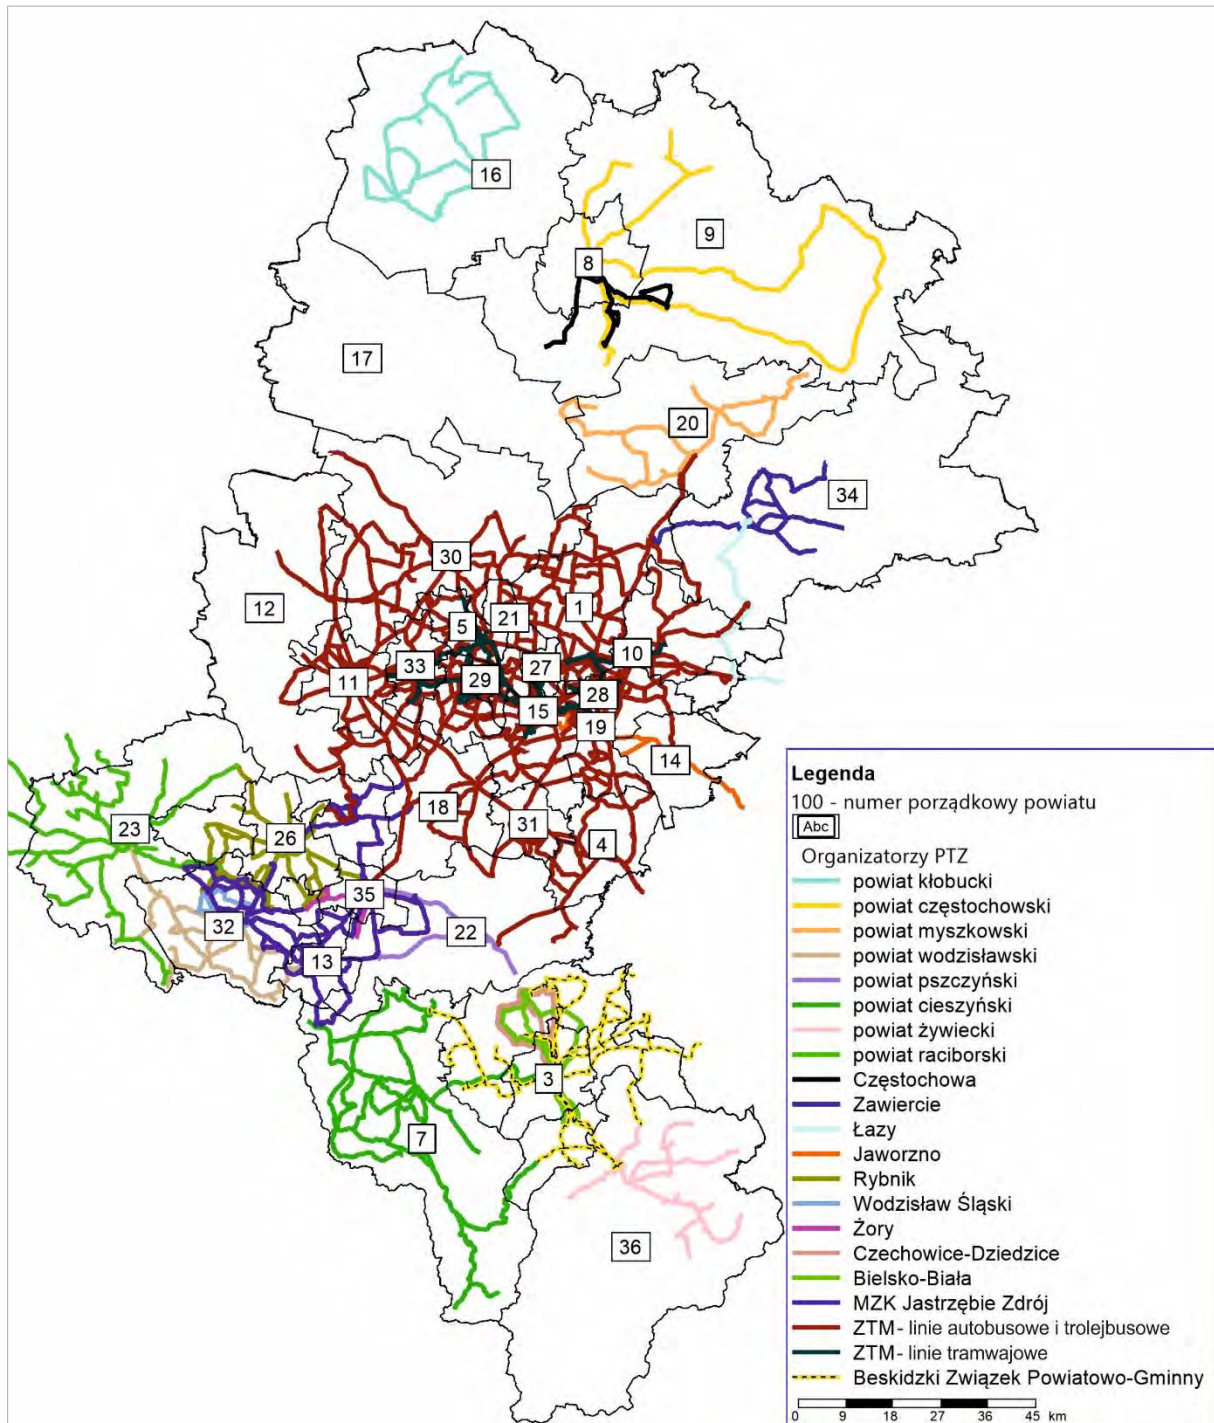 16
9
8
17
20
34
30
12
1
21
5
10
27
33
11
29
28
15
19
14
18
31
23
26
4
35
32
22
13
3
7
36
Legenda
100 - numer porządkowy powiatu
Abc
Organizatorzy PTZ
powiat kłobucki
powiat częstochowski
powiat myszkowski
powiat wodzisławski
powiat pszczyński
powiat cieszyński
powiat żywiecki
powiat raciborski
Częstochowa
Zawiercie
Łazy
Jaworzno
Rybnik
Wodzisław Śląski
Żory
Czechowice-Dziedzice
Bielsko-Biała
MZK Jastrzębie Zdrój
ZTM - linie autobusowe i trolejbusowe
ZTM - linie tramwajowe
Beskidzki Związek Powiatowo-Gminny
0 9 18 27 36 45 km